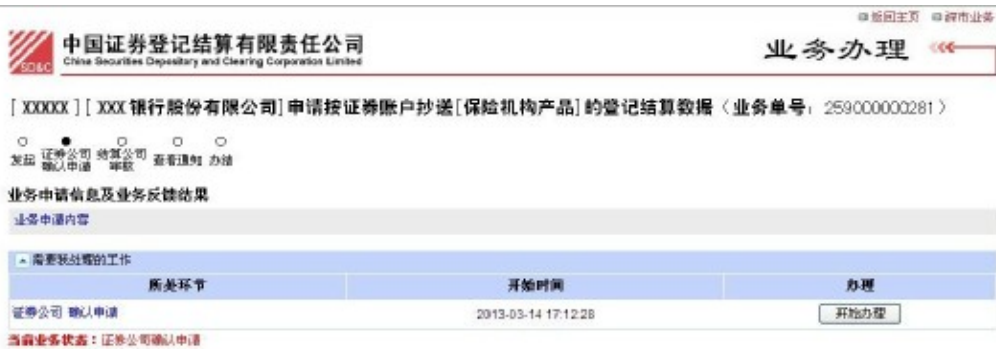 返回主页 深市业务
SD&C
中国证券登记结算有限责任公司
China Securities Depository and Clearing Corporation Limited
业务办理
[ XXXXX ] [ XXX 银行股份有限公司] 申请按证券账户抄送[保险机构产品] 的登记结算数据（业务单号：259000000281）
发起 证券公司确认申请 结算公司审核 查看通知 办结
业务申请信息及业务反馈结果
业务申请内容
需要我处理的工作
所处环节 开始时间 办理
证券公司 确认申请 2013-03-14 17:12:28 开始办理
当前业务状态：证券公司确认申请